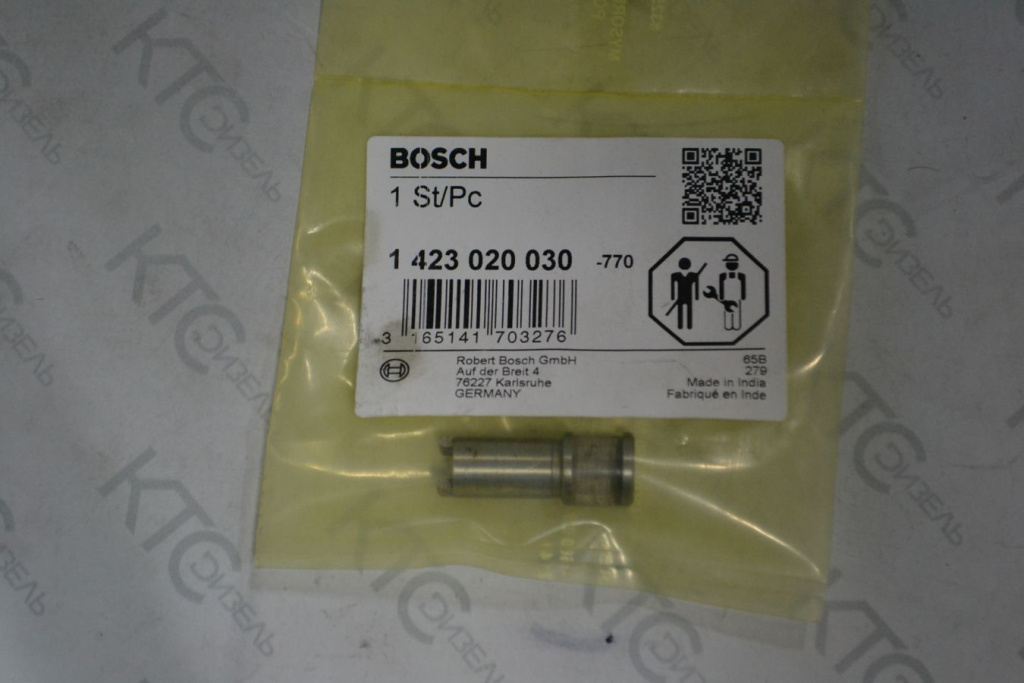 BOSCH
1 St/Pc
1 423 020 030 -770
3 165141 703276
Robert Bosch GmbH
Auf der Breit 4
76227 Karlsruhe
GERMANY
65B
279
Made in India
Fabriqué en Inde
КТС ДИЗЕЛЬ